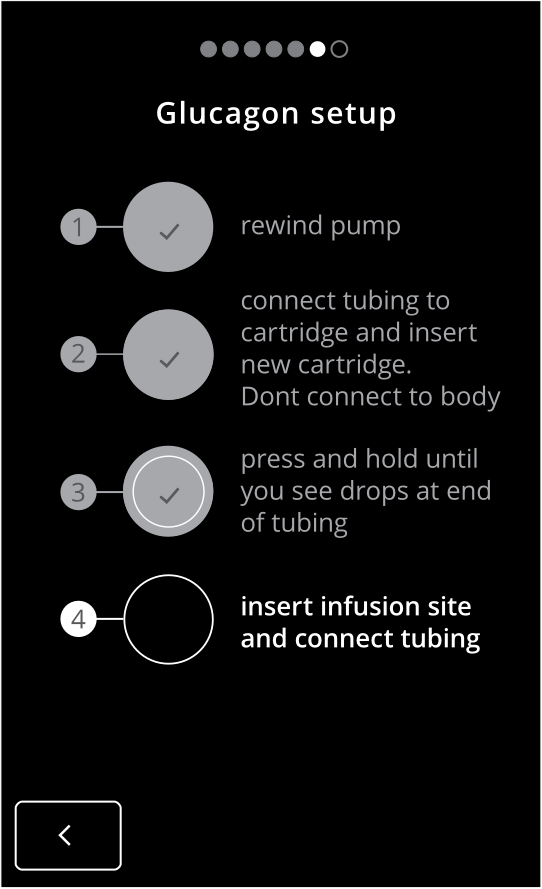 Glucagon setup
1
rewind pump
2
connect tubing to
cartridge and insert
new cartridge.
Dont connect to body
3
press and hold until
you see drops at end
of tubing
4
insert infusion site
and connect tubing